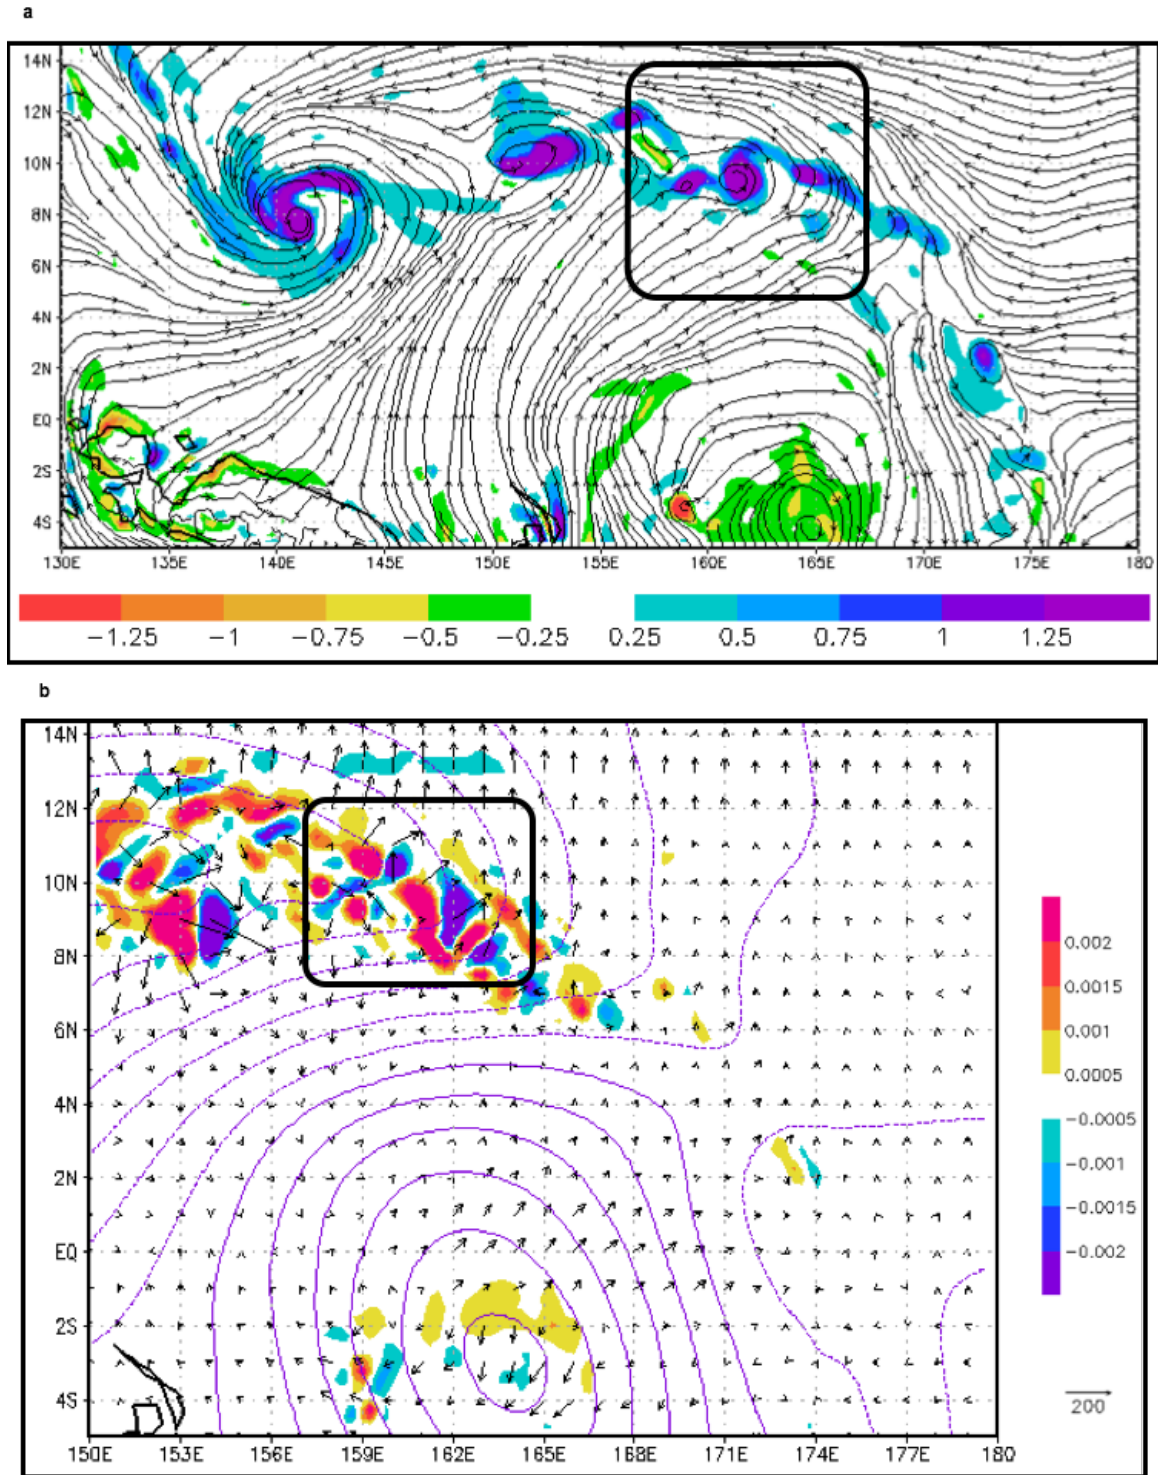 a
14N
12N
10N
8N
6N
4N
2N
EQ
2S
4S
130E 135E 140E 145E 150E 155E 160E 165E 170E 175E 180
-1.25 -1 -0.75 -0.5 -0.25 0.25 0.5 0.75 1 1.25
b
14N
12N
10N
8N
6N
4N
2N
EQ
2S
4S
150E 153E 156E 159E 162E 165E 168E 171E 174E 177E 180
0.002
0.0015
0.001
0.0005
-0.0005
-0.001
-0.0015
-0.002
200